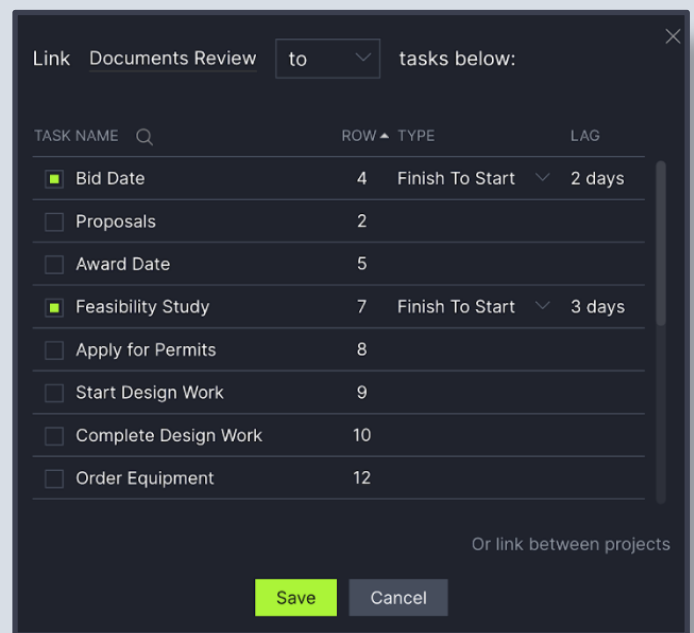 Link Documents Review to tasks below:
TASK NAME ROW TYPE LAG
Bid Date 4 Finish To Start 2 days
Proposals 2
Award Date 5
Feasibility Study 7 Finish To Start 3 days
Apply for Permits 8
Start Design Work 9
Complete Design Work 10
Order Equipment 12
Or link between projects
Save Cancel